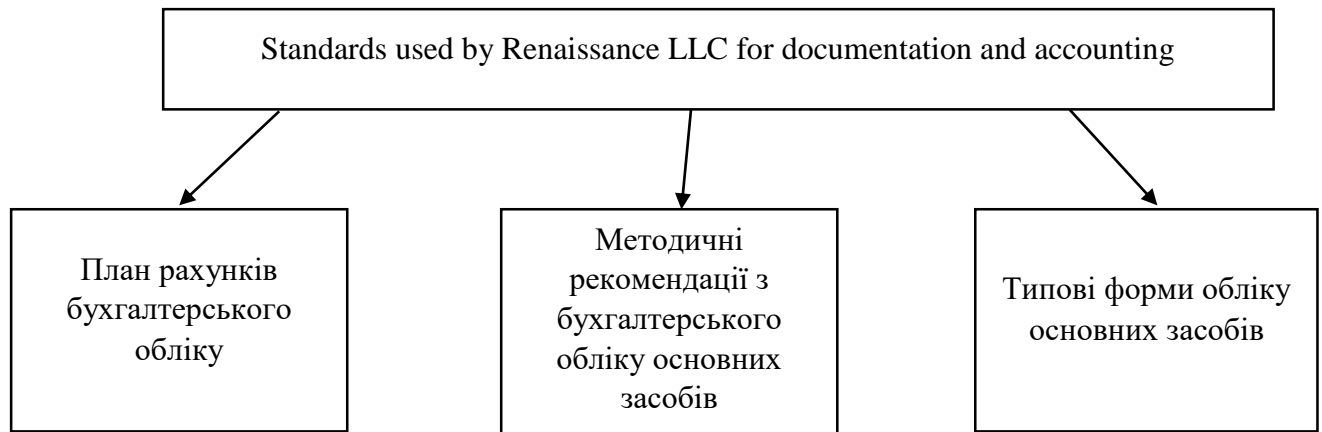 Standards used by Renaissance LLC for documentation and accounting
План рахунків
бухгалтерського
обліку
Методичні
рекомендації з
бухгалтерського
обліку основних
засобів
Типові форми обліку
основних засобів